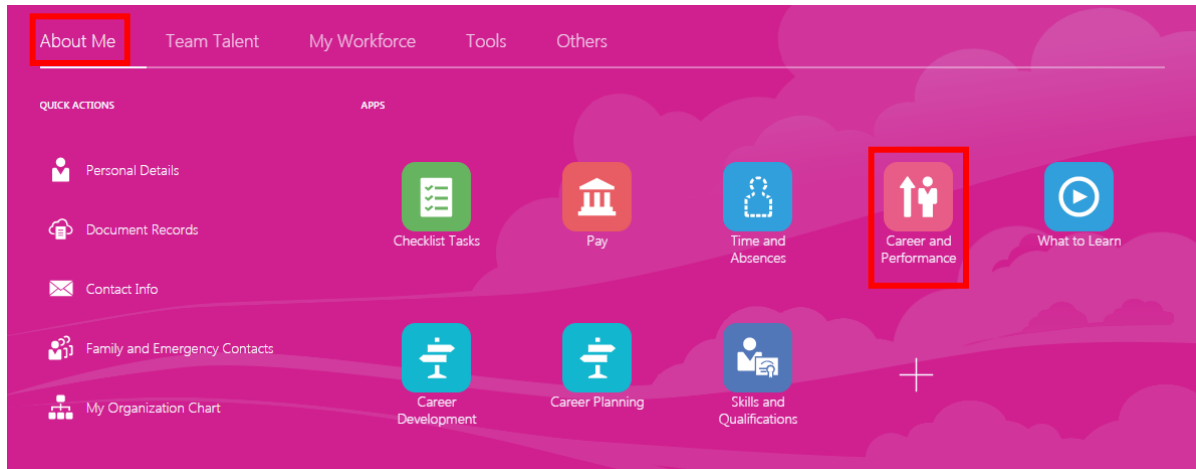 About Me Team Talent My Workforce Tools Others
QUICK ACTIONS
APPS
Personal Details
Document Records
Contact Info
Family and Emergency Contacts
My Organization Chart
Checklist Tasks
Pay
Time and
Absences
Career and
Performance
What to Learn
Career
Development
Career Planning
Skills and
Qualifications